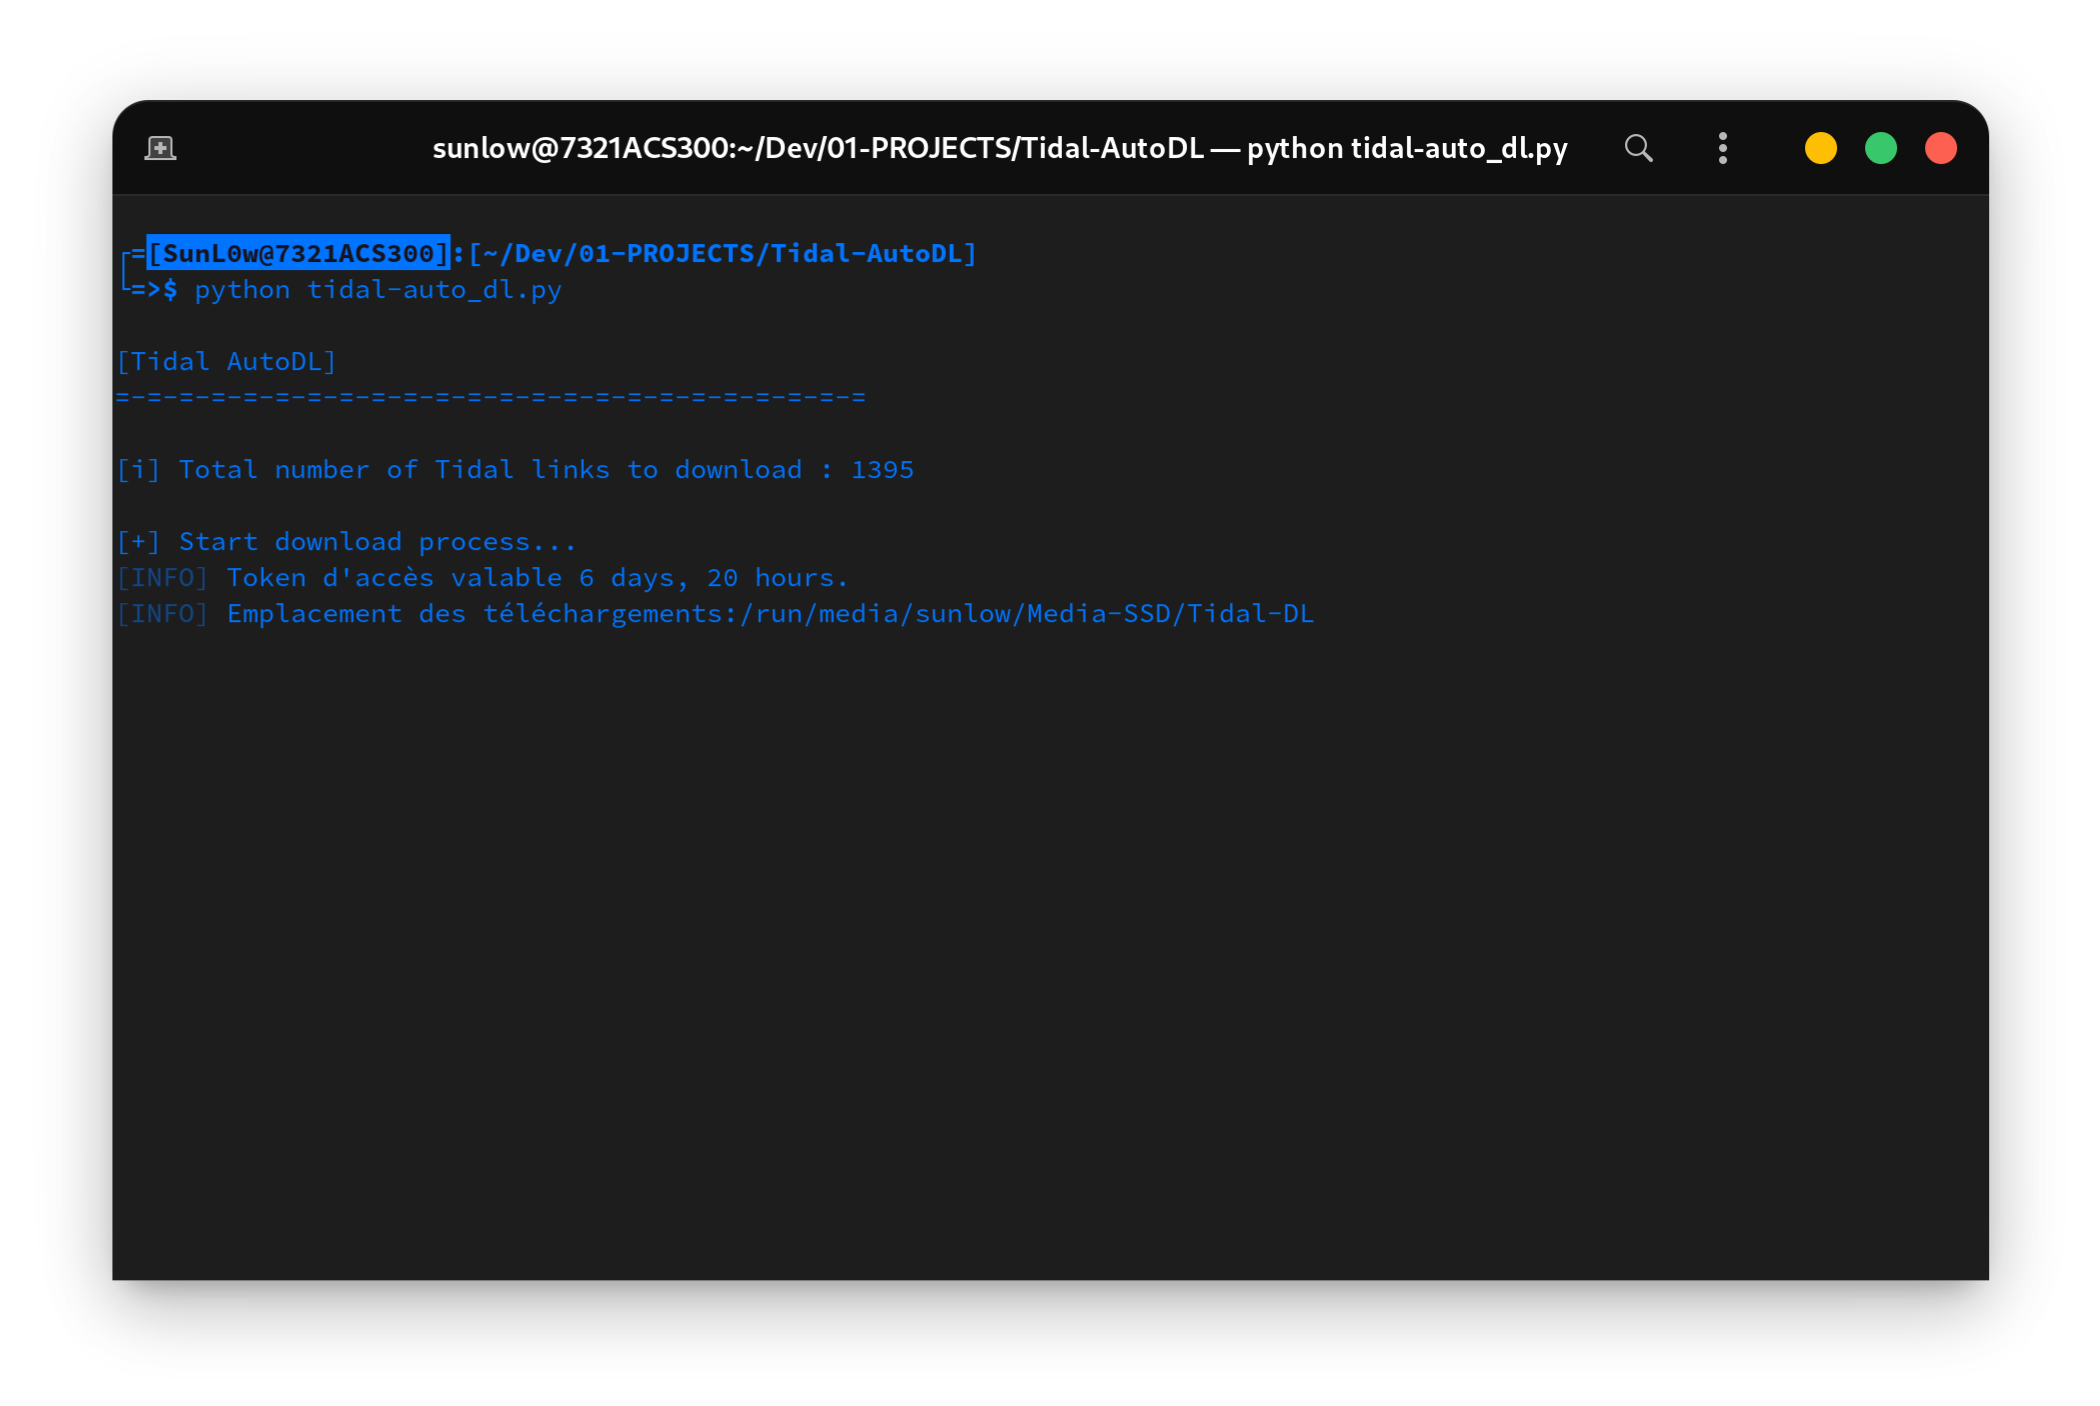 sunlow@7321ACS300:~/Dev/01-PROJECTS/Tidal-AutoDL — python tidal-auto_dl.py
┌=[SunL0w@7321ACS300]:[~/Dev/01-PROJECTS/Tidal-AutoDL]
└=>$ python tidal-auto_dl.py
[Tidal AutoDL]
=-=-=-=-=-=-=-=-=-=-=-=-=-=-=-=-=-=-=-=-=-=-=-=
[i] Total number of Tidal links to download : 1395
[+] Start download process...
[INFO] Token d'accès valable 6 days, 20 hours.
[INFO] Emplacement des téléchargements:/run/media/sunlow/Media-SSD/Tidal-DL